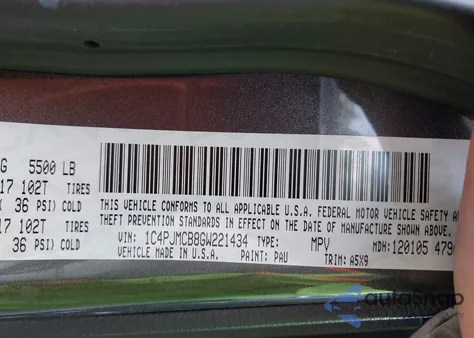 G 5500 LB
17 102T TIRES
36 PSI) COLD
17 102T TIRES
36 PSI) COLD
THIS VEHICLE CONFORMS TO ALL APPLICABLE U.S.A. FEDERAL MOTOR VEHICLE SAFETY AN
THEFT PREVENTION STANDARDS IN EFFECT ON THE DATE OF MANUFACTURE SHOWN ABOVE.
VIN: 1C4PJMCB8GW221434 TYPE: MPV MDH: 120105 479
VEHICLE MADE IN U.S.A. PAINT: PAU TRIM: A5X9
autosnap